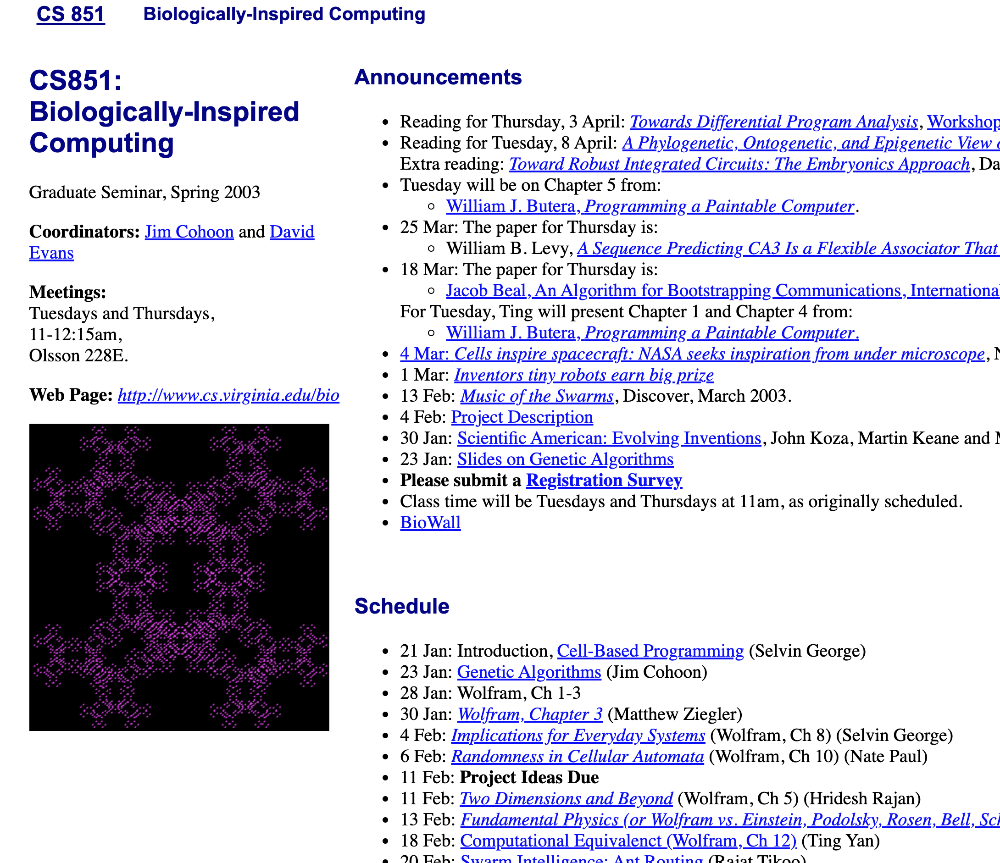 CS 851 Biologically-Inspired Computing
CS851:
Biologically-Inspired
Computing
Graduate Seminar, Spring 2003
Coordinators: Jim Cohoon and David
Evans
Meetings:
Tuesdays and Thursdays,
11-12:15am,
Olsson 228E.
Web Page: http://www.cs.virginia.edu/bio
Announcements
• Reading for Thursday, 3 April: Towards Differential Program Analysis, Workshop
• Reading for Tuesday, 8 April: A Phylogenetic, Ontogenetic, and Epigenetic View
Extra reading: Toward Robust Integrated Circuits: The Embryonics Approach, Da
• Tuesday will be on Chapter 5 from:
○ William J. Butera, Programming a Paintable Computer.
• 25 Mar: The paper for Thursday is:
○ William B. Levy, A Sequence Predicting CA3 Is a Flexible Associator That
• 18 Mar: The paper for Thursday is:
○ Jacob Beal, An Algorithm for Bootstrapping Communications, Internationa
For Tuesday, Ting will present Chapter 1 and Chapter 4 from:
○ William J. Butera, Programming a Paintable Computer.
• 4 Mar: Cells inspire spacecraft: NASA seeks inspiration from under microscope, N
• 1 Mar: Inventors tiny robots earn big prize
• 13 Feb: Music of the Swarms, Discover, March 2003.
• 4 Feb: Project Description
• 30 Jan: Scientific American: Evolving Inventions, John Koza, Martin Keane and M
• 23 Jan: Slides on Genetic Algorithms
• Please submit a Registration Survey
• Class time will be Tuesdays and Thursdays at 11am, as originally scheduled.
• BioWall
Schedule
• 21 Jan: Introduction, Cell-Based Programming (Selvin George)
• 23 Jan: Genetic Algorithms (Jim Cohoon)
• 28 Jan: Wolfram, Ch 1-3
• 30 Jan: Wolfram, Chapter 3 (Matthew Ziegler)
• 4 Feb: Implications for Everyday Systems (Wolfram, Ch 8) (Selvin George)
• 6 Feb: Randomness in Cellular Automata (Wolfram, Ch 10) (Nate Paul)
• 11 Feb: Project Ideas Due
• 11 Feb: Two Dimensions and Beyond (Wolfram, Ch 5) (Hridesh Rajan)
• 13 Feb: Fundamental Physics (or Wolfram vs. Einstein, Podolsky, Rosen, Bell, Sch
• 18 Feb: Computational Equivalenct (Wolfram, Ch 12) (Ting Yan)
• 20 Feb: Swarm Intelligence: Ant Routing (Rajat Tikoo)